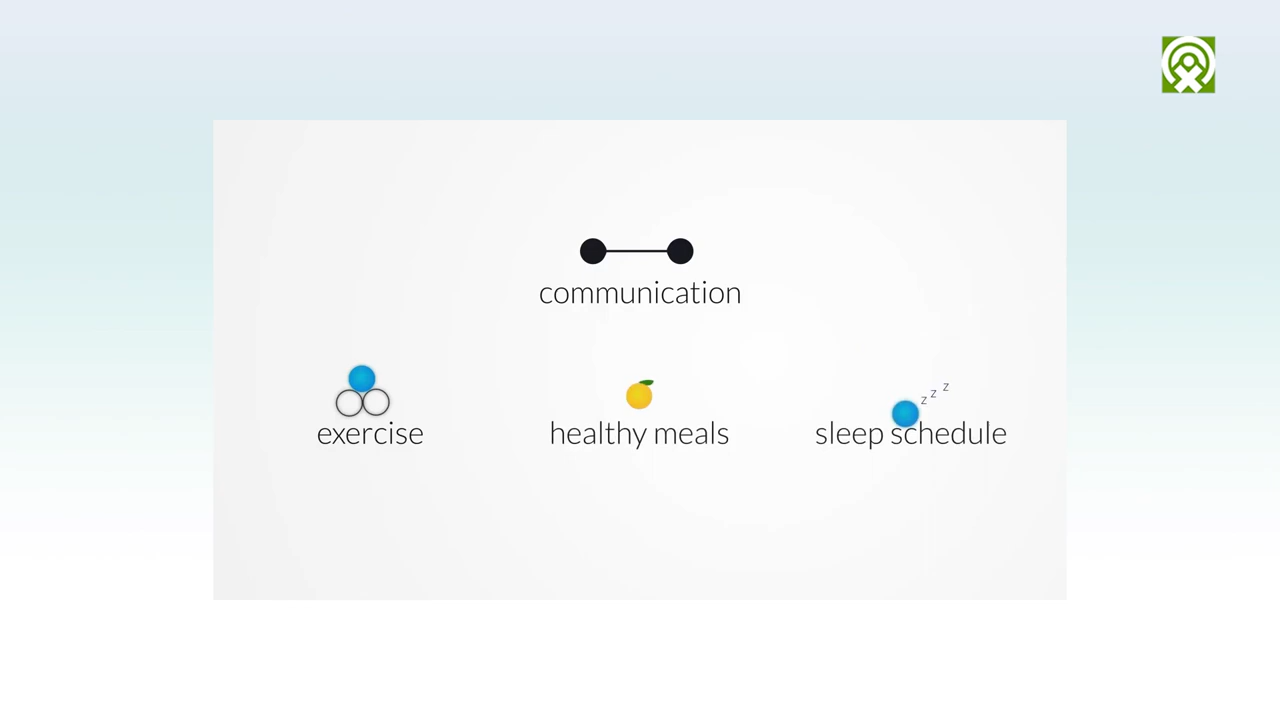 communication
z z z
exercise
healthy meals
sleep schedule